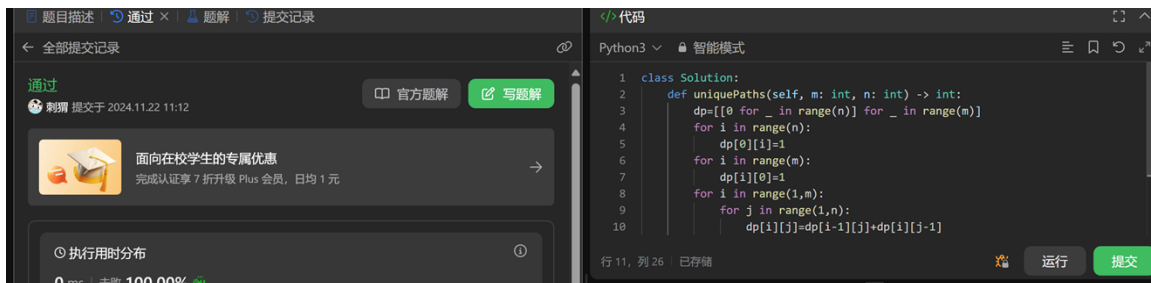 题目描述 通过 × 题解 提交记录
← 全部提交记录
通过
刺猬 提交于 2024.11.22 11:12
官方题解
写题解
面向在校学生的专属优惠
完成认证享 7 折升级 Plus 会员，日均 1 元
执行用时分布
0 ms 击败 100.00%
</>代码
Python3 智能模式
1 class Solution:
2 def uniquePaths(self, m: int, n: int) -> int:
3 dp=[[0 for _ in range(n)] for _ in range(m)]
4 for i in range(n):
5 dp[0][i]=1
6 for i in range(m):
7 dp[i][0]=1
8 for i in range(1,m):
9 for j in range(1,n):
10 dp[i][j]=dp[i-1][j]+dp[i][j-1]
行 11, 列 26 已存储
运行
提交